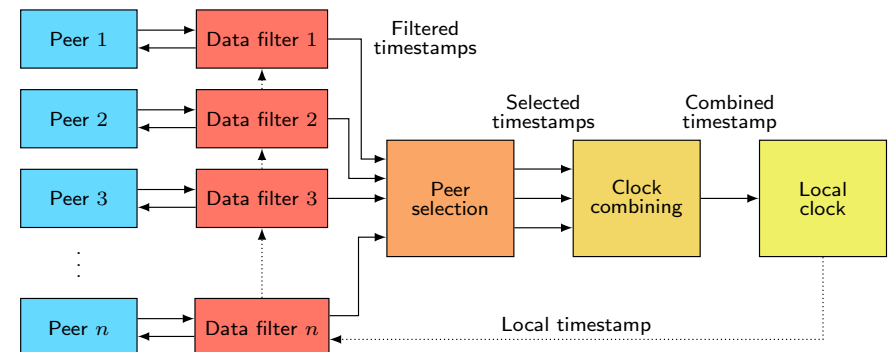 Peer 1
Data filter 1
Filtered
timestamps
Peer 2
Data filter 2
Selected
timestamps
Combined
timestamp
Peer 3
Data filter 3
Peer
selection
Clock
combining
Local
clock
⋮
Peer n
Data filter n
Local timestamp